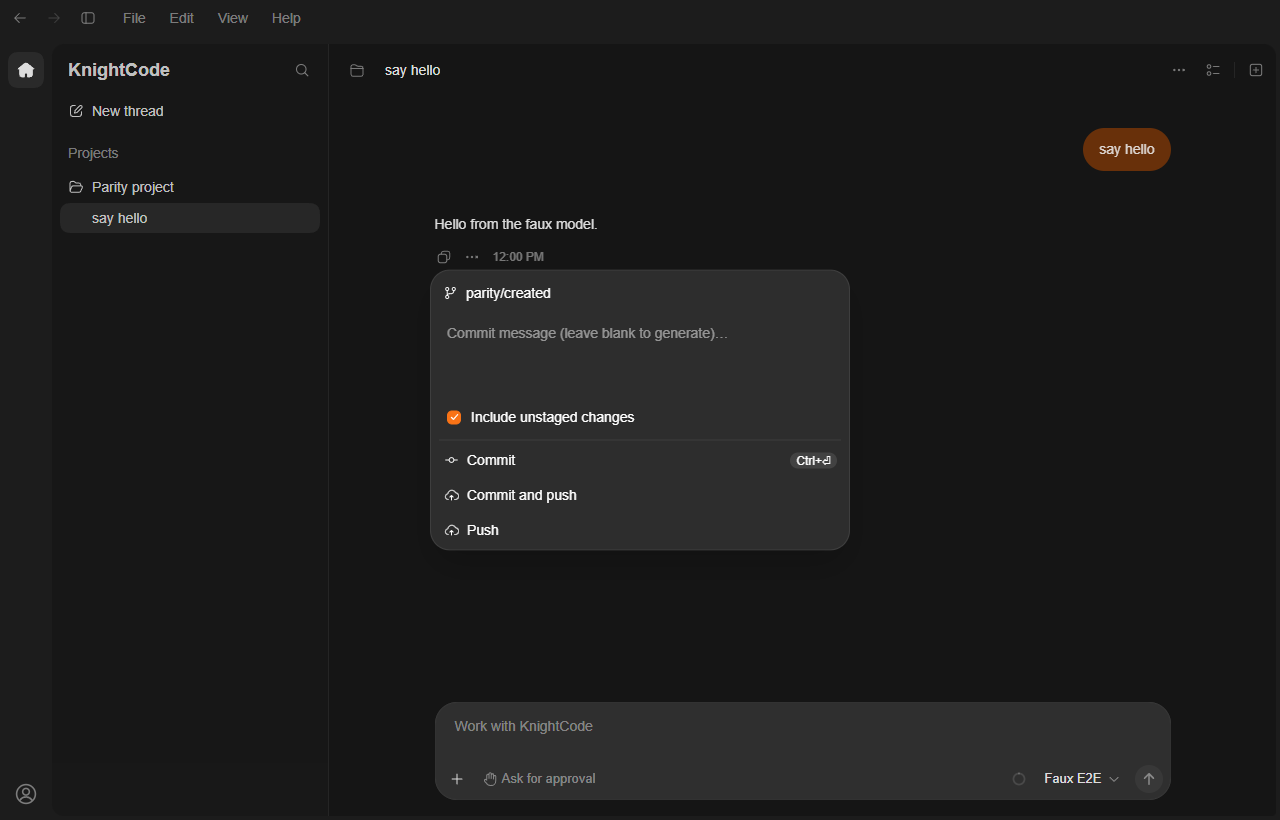 File Edit View Help
KnightCode
New thread
Projects
Parity project
say hello
say hello
say hello
Hello from the faux model.
12:00 PM
parity/created
Commit message (leave blank to generate)…
Include unstaged changes
Commit Ctrl+⏎
Commit and push
Push
Work with KnightCode
Ask for approval Faux E2E